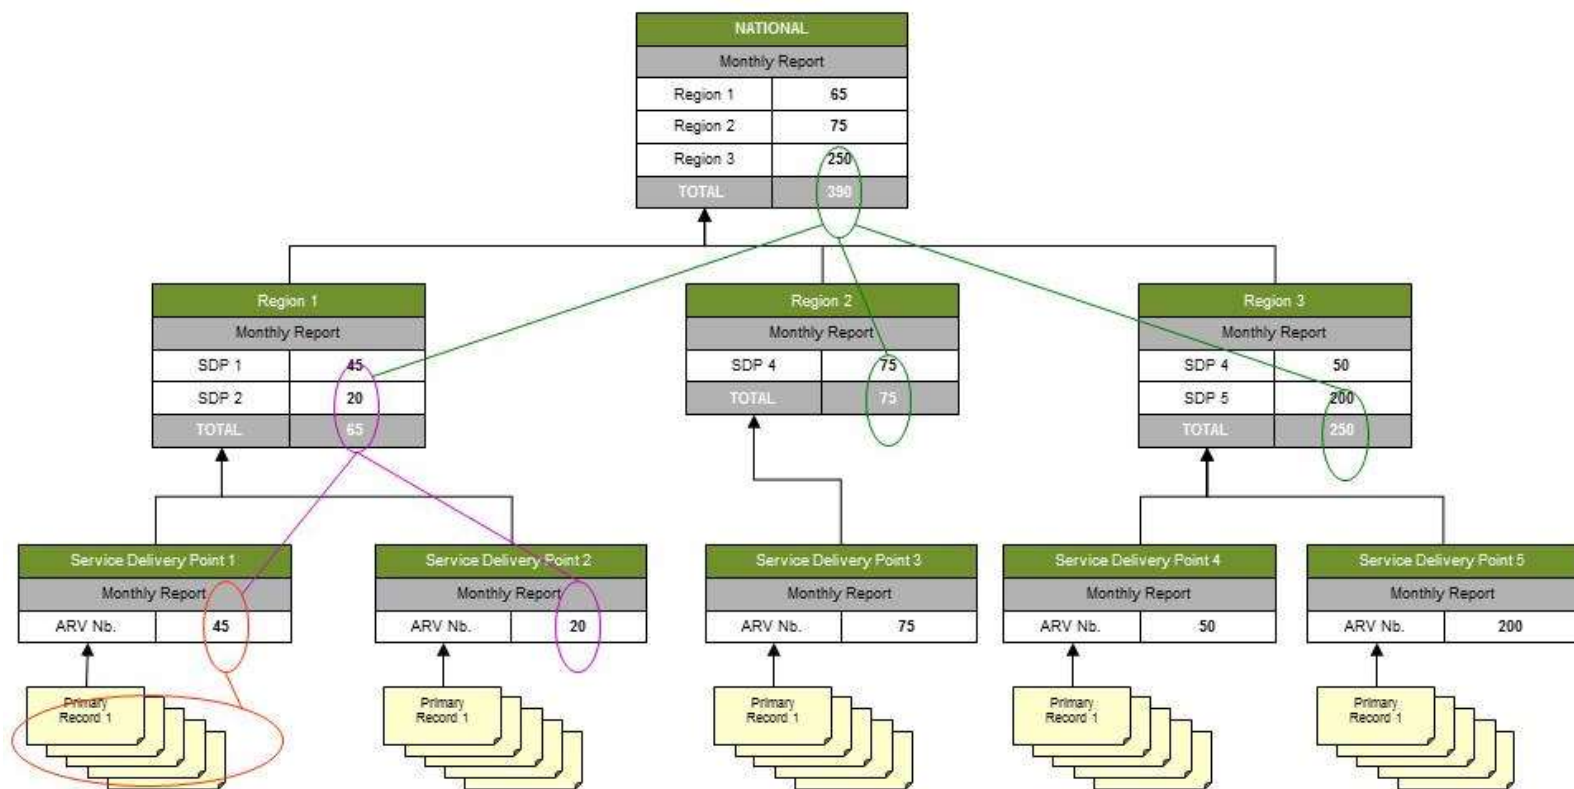 NATIONAL
Monthly Report
Region 1 65
Region 2 75
Region 3 250
TOTAL 390
Region 1
Monthly Report
SDP 1 45
SDP 2 20
TOTAL 65
Region 2
Monthly Report
SDP 4 75
TOTAL 75
Region 3
Monthly Report
SDP 4 50
SDP 5 200
TOTAL 250
Service Delivery Point 1
Monthly Report
ARV Nb. 45
Primary
Record 1
Service Delivery Point 2
Monthly Report
ARV Nb. 20
Primary
Record 1
Service Delivery Point 3
Monthly Report
ARV Nb. 75
Primary
Record 1
Service Delivery Point 4
Monthly Report
ARV Nb. 50
Primary
Record 1
Service Delivery Point 5
Monthly Report
ARV Nb. 200
Primary
Record 1